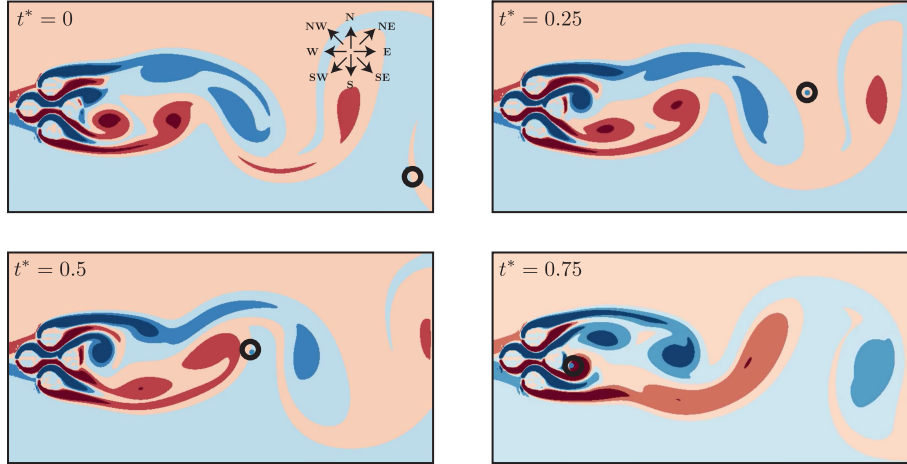 t* = 0
N
NW NE
W E
SW SE
S
t* = 0.25
t* = 0.5
t* = 0.75